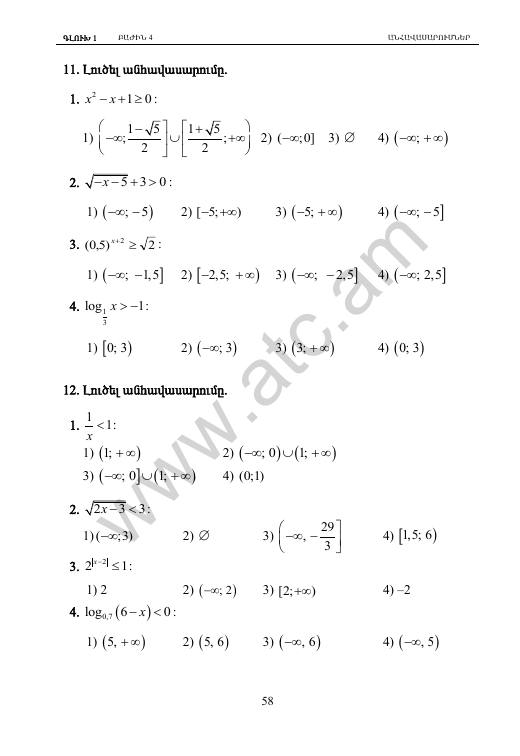 ԳԼՈՒԽ 1 ԲԱԺԻՆ 4 ԱՆՀԱՎԱՍԱՐՈՒՄՆԵՐ
11. Լուծել անհավասարումը.
1. x² − x + 1 ≥ 0 :
1) (−∞; (1 − √5)/2] ∪ [(1 + √5)/2; +∞) 2) (−∞;0] 3) ∅ 4) (−∞; +∞)
2. √(−x − 5) + 3 > 0 :
1) (−∞; −5) 2) [−5;+∞) 3) (−5; +∞) 4) (−∞; −5]
3. (0,5)ˣ⁺² ≥ √2 :
1) (−∞; −1,5] 2) [−2,5; +∞) 3) (−∞; −2,5] 4) (−∞; 2,5]
4. log₁/₃ x > −1 :
1) [0; 3) 2) (−∞; 3) 3) (3; +∞) 4) (0; 3)
12. Լուծել անհավասարումը.
1. 1/x < 1 :
1) (1; +∞) 2) (−∞; 0) ∪ (1; +∞)
3) (−∞; 0] ∪ (1; +∞) 4) (0;1)
2. √(2x − 3) < 3 :
1) (−∞;3) 2) ∅ 3) (−∞, −29/3] 4) [1,5; 6)
3. 2^|x−2| ≤ 1 :
1) 2 2) (−∞; 2) 3) [2;+∞) 4) −2
4. log₀,₇ (6 − x) < 0 :
1) (5, +∞) 2) (5, 6) 3) (−∞, 6) 4) (−∞, 5)
www.atc.am
58